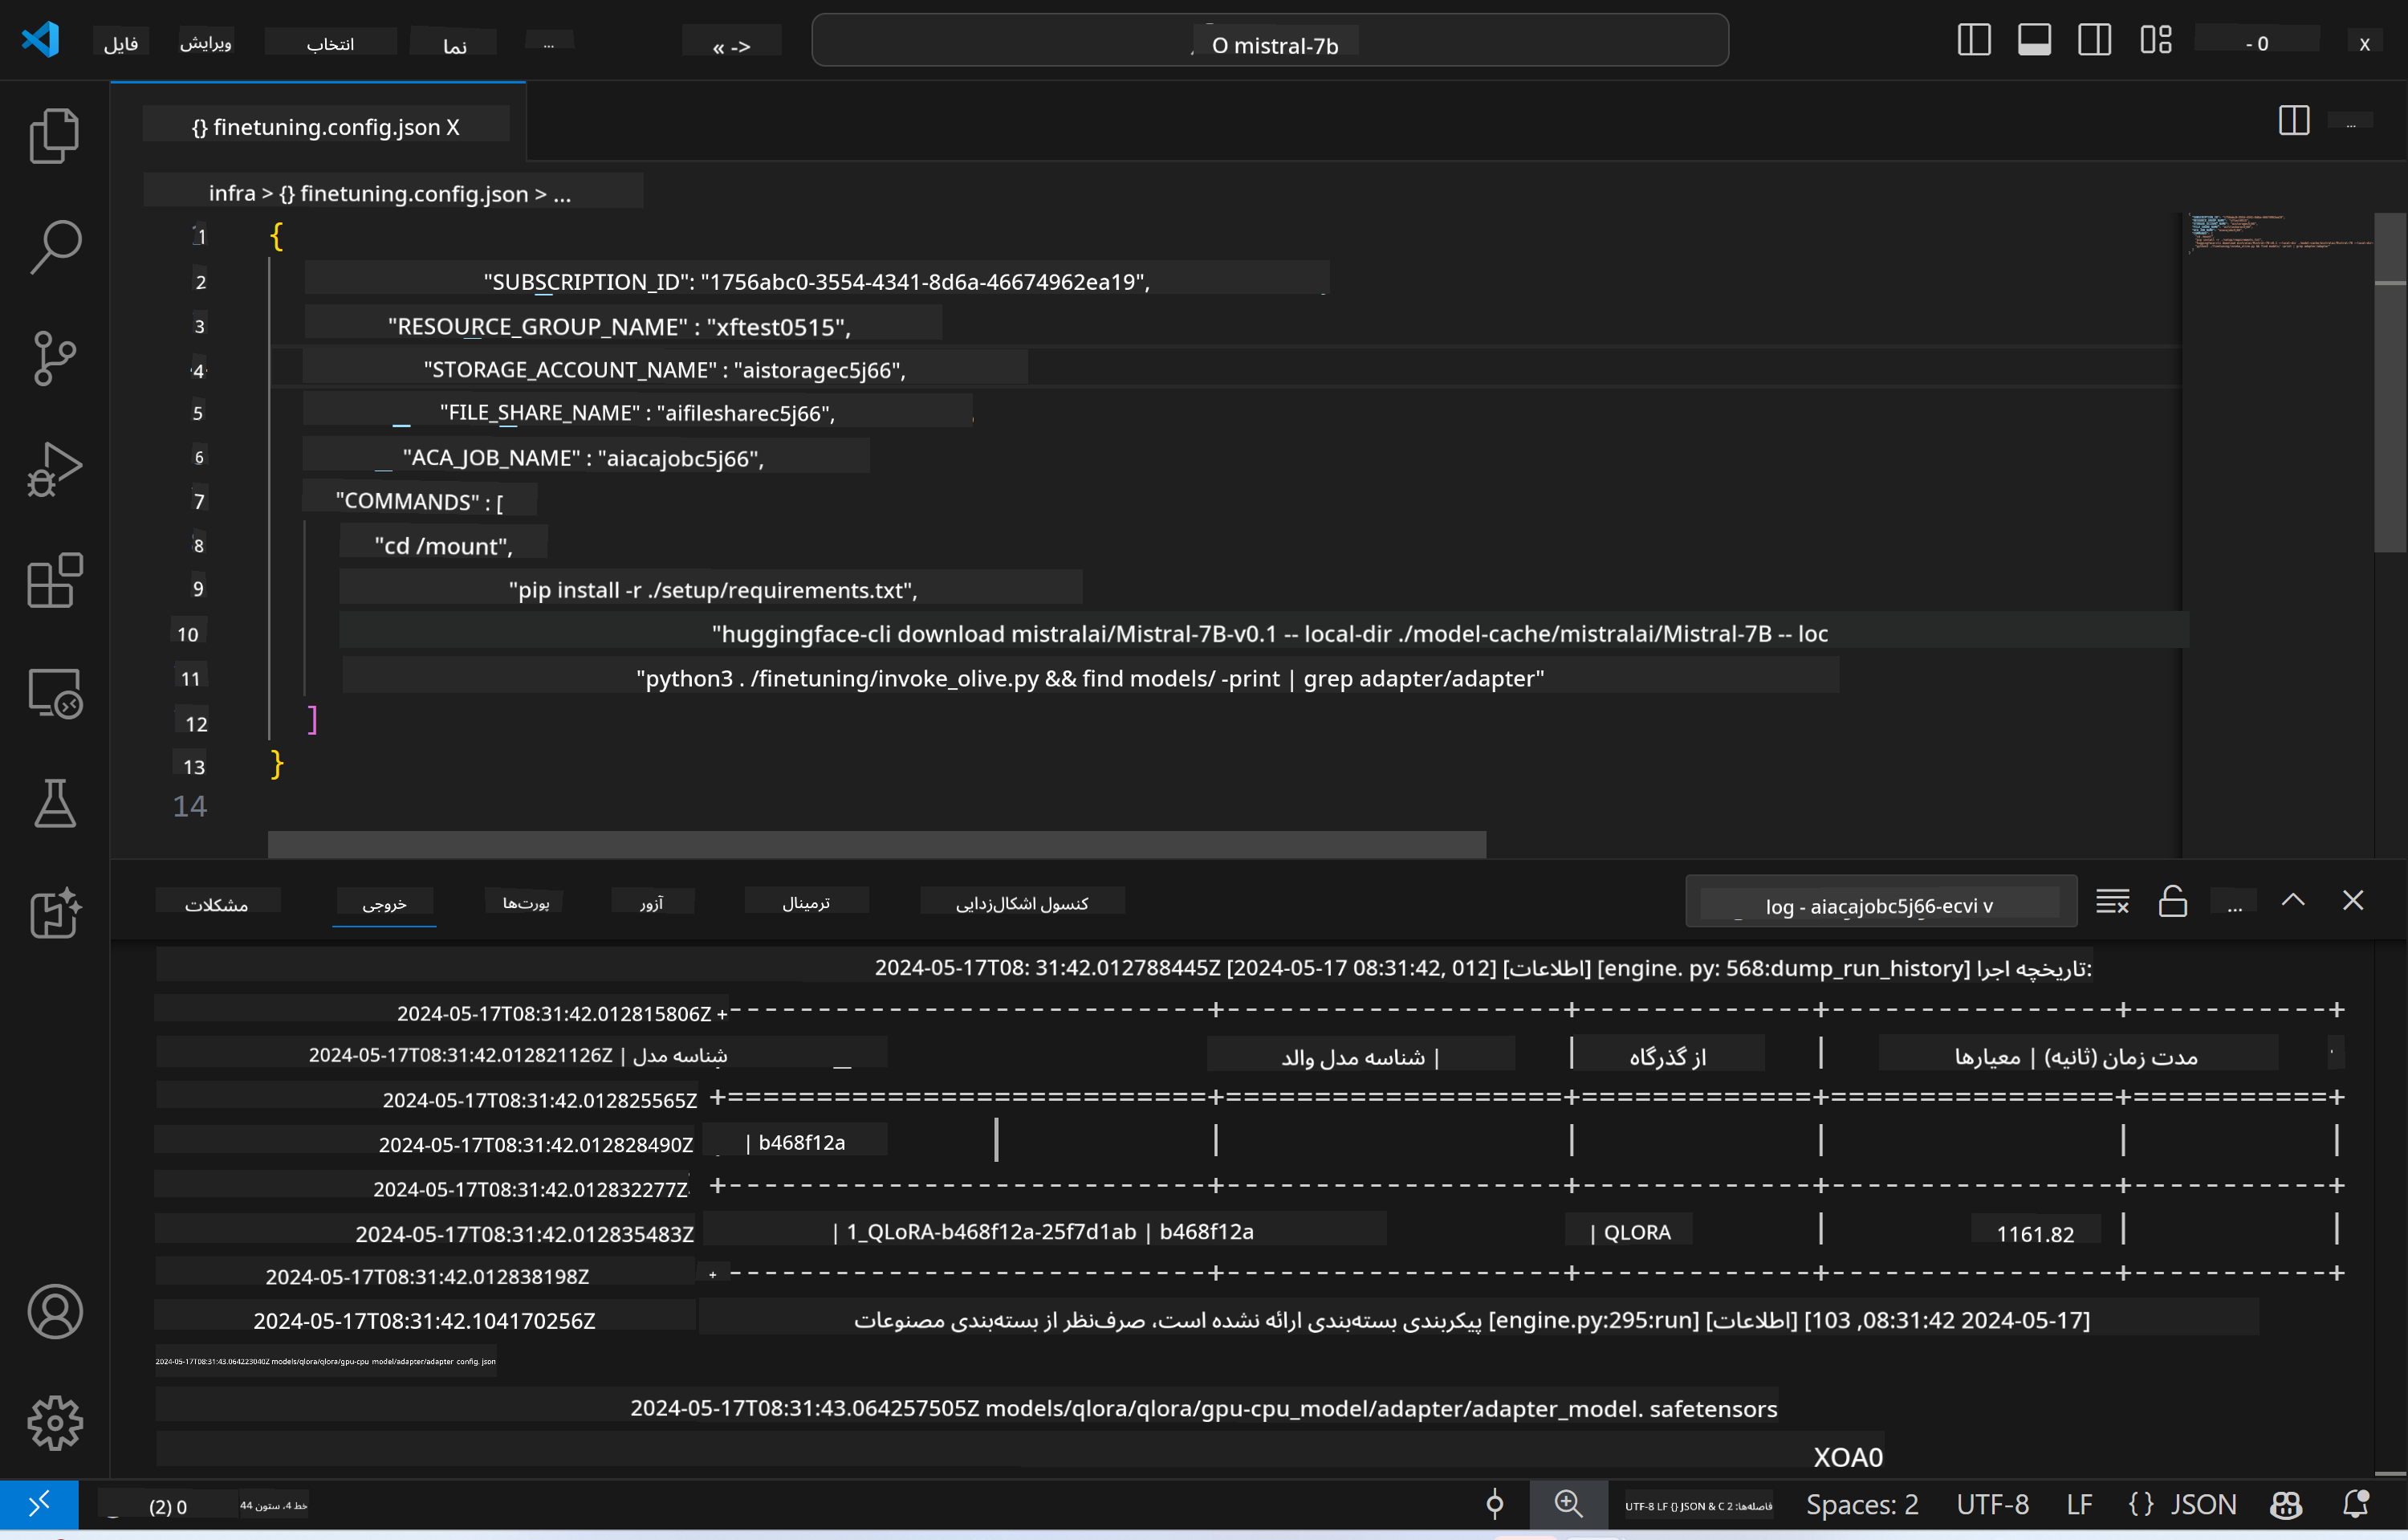 فایل ویرایش انتخاب نما ... « -> O mistral-7b - 0 x
{} finetuning.config.json X ...
infra > {} finetuning.config.json > ...
1 {
2 "SUBSCRIPTION_ID": "1756abc0-3554-4341-8d6a-46674962ea19",
3 "RESOURCE_GROUP_NAME" : "xftest0515",
4 "STORAGE_ACCOUNT_NAME" : "aistoragec5j66",
5 "FILE_SHARE_NAME" : "aifilesharec5j66",
6 "ACA_JOB_NAME" : "aiacajobc5j66",
7 "COMMANDS" : [
8 "cd /mount",
9 "pip install -r ./setup/requirements.txt",
10 "huggingface-cli download mistralai/Mistral-7B-v0.1 -- local-dir ./model-cache/mistralai/Mistral-7B -- loc
11 "python3 . /finetuning/invoke_olive.py && find models/ -print | grep adapter/adapter"
12 ]
13 }
14
مشکلات خروجی پورت‌ها آزور ترمینال کنسول اشکال‌زدایی log - aiacajobc5j66-ecvi v ...
2024-05-17T08: 31:42.012788445Z [2024-05-17 08:31:42, 012] [اطلاعات] [engine. py: 568:dump_run_history] تاریخچه اجرا:
2024-05-17T08:31:42.012815806Z +---------------------------+--------------------+--------------+-----------------+------------+
2024-05-17T08:31:42.012821126Z | شناسه مدل | شناسه مدل والد | از گذرگاه | مدت زمان (ثانیه) | معیارها
2024-05-17T08:31:42.012825565Z +===========================+====================+==============+=================+============+
2024-05-17T08:31:42.012828490Z | b468f12a | | | | |
2024-05-17T08:31:42.012832277Z +---------------------------+--------------------+--------------+-----------------+------------+
2024-05-17T08:31:42.012835483Z | 1_QLoRA-b468f12a-25f7d1ab | b468f12a | QLORA | 1161.82 | |
2024-05-17T08:31:42.012838198Z +---------------------------+--------------------+--------------+-----------------+------------+
2024-05-17T08:31:42.104170256Z [2024-05-17 08:31:42, 103] [اطلاعات] [engine.py:295:run] پیکربندی بسته‌بندی ارائه نشده است، صرف‌نظر از بسته‌بندی مصنوعات
2024-05-17T08:31:43.064223040Z models/qlora/qlora/gpu-cpu model/adapter/adapter config. json
2024-05-17T08:31:43.064257505Z models/qlora/qlora/gpu-cpu_model/adapter/adapter_model. safetensors
XOA0
(2) 0 خط 4، ستون 44 UTF-8 LF {} JSON & C 2 فاصله‌ها: Spaces: 2 UTF-8 LF {} JSON